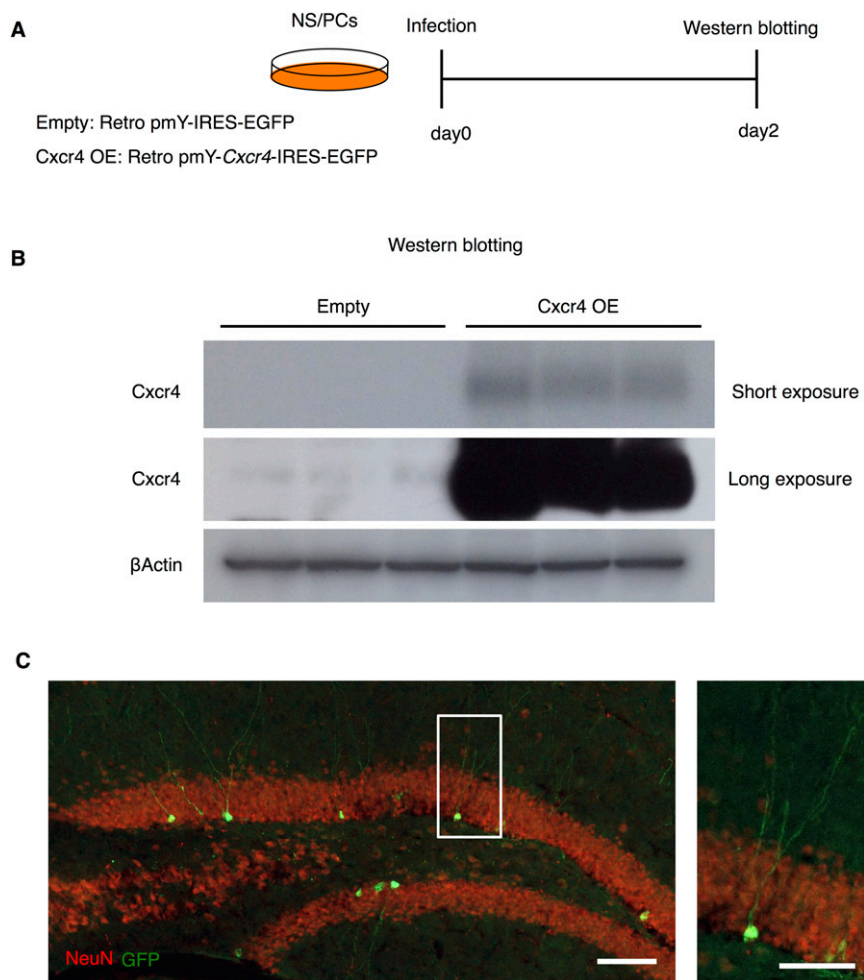 A
NS/PCs
Infection
Western blotting
Empty: Retro pmY-IRES-EGFP
Cxcr4 OE: Retro pmY-Cxcr4-IRES-EGFP
day0
day2
Western blotting
B
Empty
Cxcr4 OE
Cxcr4
Short exposure
Cxcr4
Long exposure
βActin
C
NeuN GFP